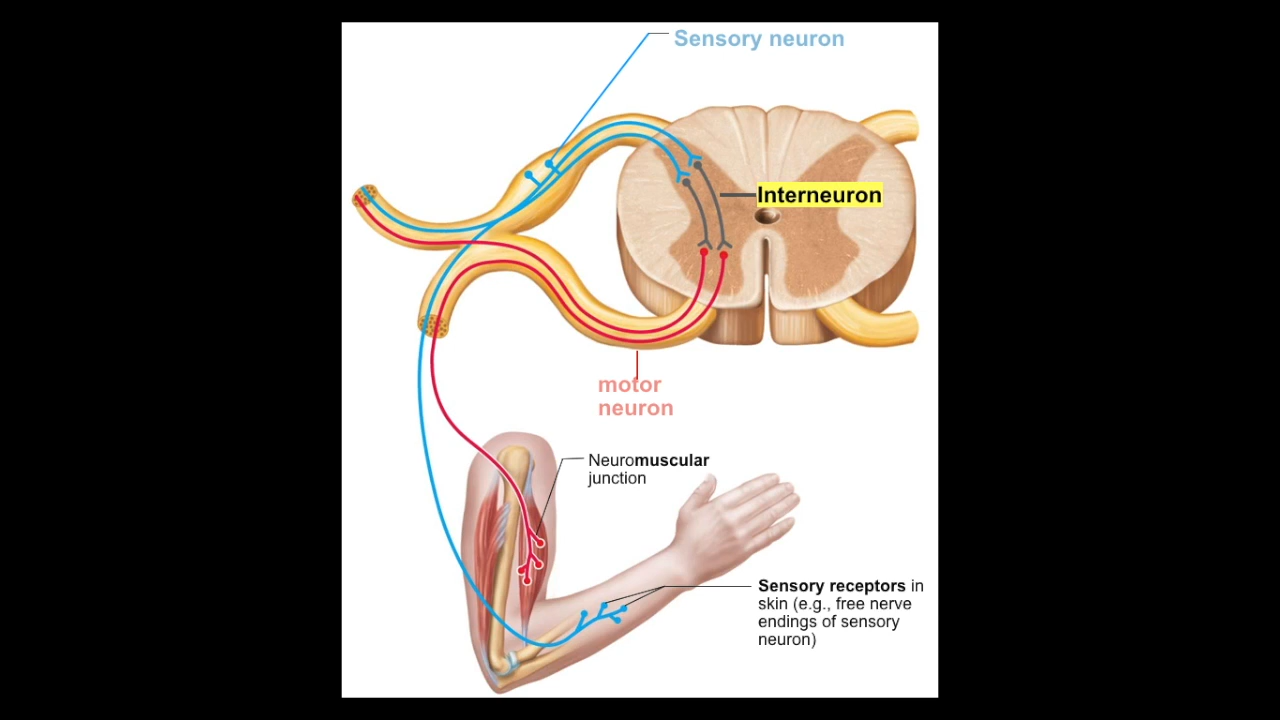 Sensory neuron
Interneuron
motor
neuron
Neuromuscular
junction
Sensory receptors in
skin (e.g., free nerve
endings of sensory
neuron)